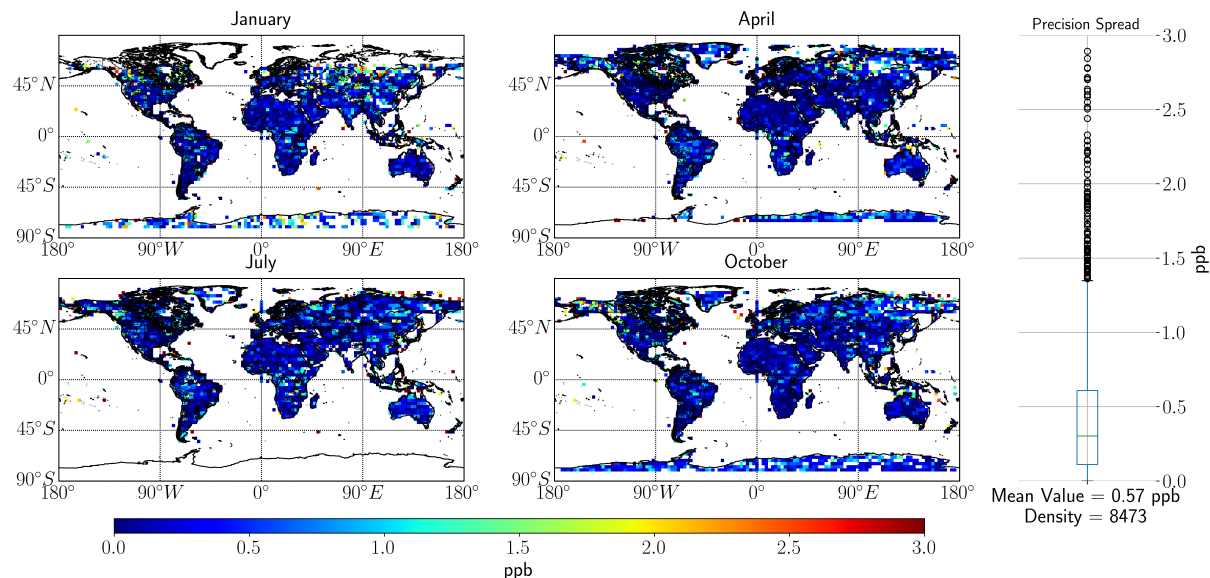 January
April
Precision Spread
45°N
0°
45°S
90°S
180°
90°W
0°
90°E
180°
45°N
0°
45°S
90°S
180°
90°W
0°
90°E
180°
July
October
45°N
0°
45°S
90°S
180°
90°W
0°
90°E
180°
45°N
0°
45°S
90°S
180°
90°W
0°
90°E
180°
3.0
2.5
2.0
1.5
1.0
0.5
0.0
ppb
Mean Value = 0.57 ppb
Density = 8473
0.0 0.5 1.0 1.5 2.0 2.5 3.0
ppb